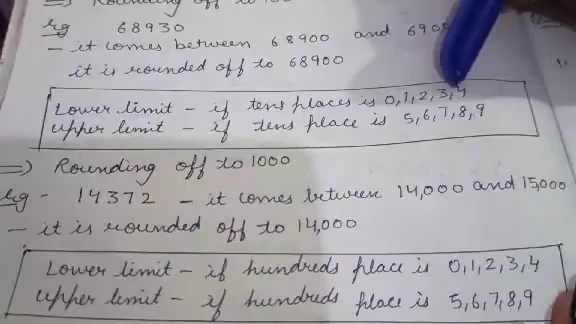 =) Rounding off to 100
Eg 68930
- it comes between 68900 and
it is rounded off to 68900
Lower limit - if tens places is 0,1,2,3,4
Upper limit - if tens place is 5,6,7,8,9
=) Rounding off to 1000
Eg - 14372 - it comes between 14,000 and 15,000
- it is rounded off to 14,000
Lower limit - if hundreds place is 0,1,2,3,4
Upper limit - if hundreds place is 5,6,7,8,9